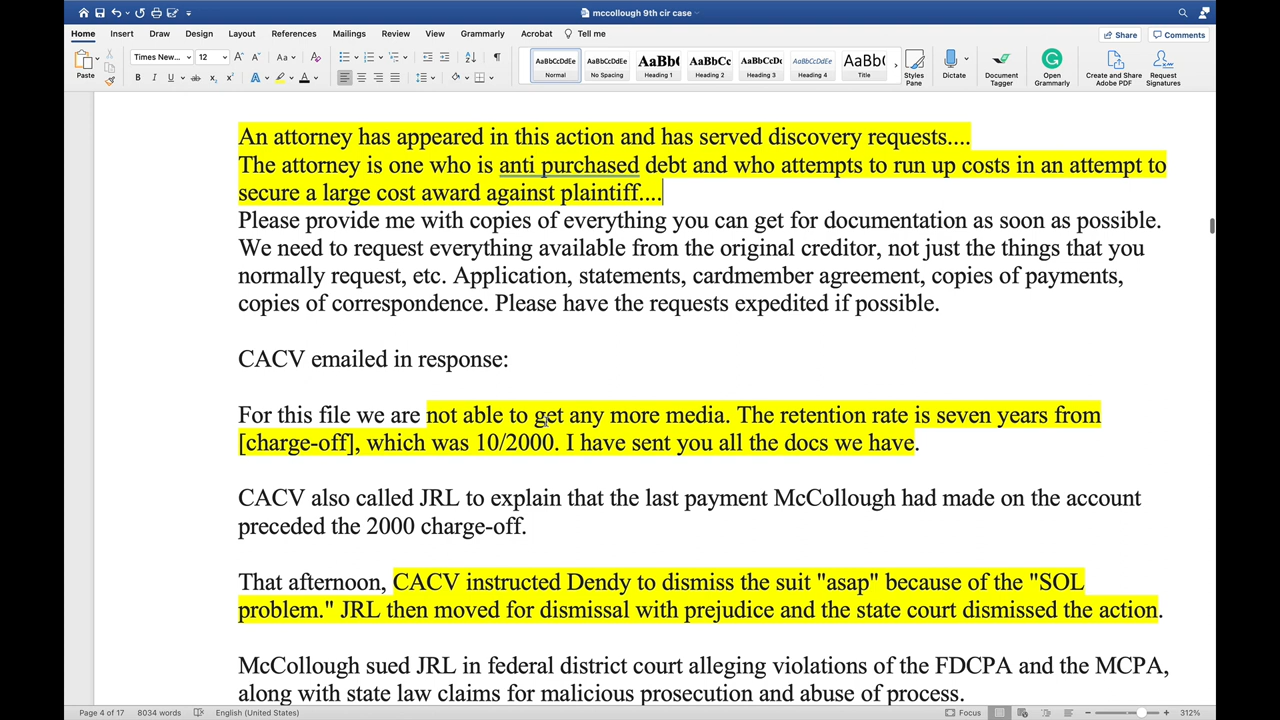 mccollough 9th cir case
Home Insert Draw Design Layout References Mailings Review View Grammarly Acrobat Tell me
Share Comments
Paste
Times New... 12
B I U ab x₂ x²
AaBbCcDdEe AaBbCcDdEe AaBbC AaBbCc AaBbCcDc AaBbCcDdEe AaBb(
Normal No Spacing Heading 1 Heading 2 Heading 3 Heading 4 Title
Styles Pane
Dictate
Document Tagger
Open Grammarly
Create and Share Adobe PDF
Request Signatures
An attorney has appeared in this action and has served discovery requests....
The attorney is one who is anti purchased debt and who attempts to run up costs in an attempt to
secure a large cost award against plaintiff....
Please provide me with copies of everything you can get for documentation as soon as possible.
We need to request everything available from the original creditor, not just the things that you
normally request, etc. Application, statements, cardmember agreement, copies of payments,
copies of correspondence. Please have the requests expedited if possible.
CACV emailed in response:
For this file we are not able to get any more media. The retention rate is seven years from
[charge-off], which was 10/2000. I have sent you all the docs we have.
CACV also called JRL to explain that the last payment McCollough had made on the account
preceded the 2000 charge-off.
That afternoon, CACV instructed Dendy to dismiss the suit "asap" because of the "SOL
problem." JRL then moved for dismissal with prejudice and the state court dismissed the action.
McCollough sued JRL in federal district court alleging violations of the FDCPA and the MCPA,
along with state law claims for malicious prosecution and abuse of process.
Page 4 of 17 8034 words English (United States) Focus 312%